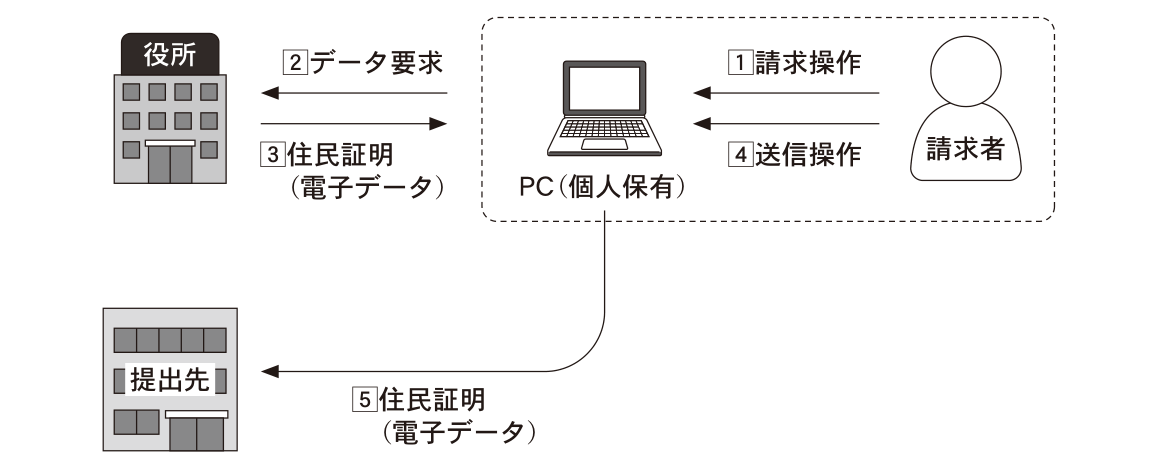 役所
2データ要求
3住民証明
（電子データ）
PC（個人保有）
1請求操作
4送信操作
請求者
提出先
5住民証明
（電子データ）